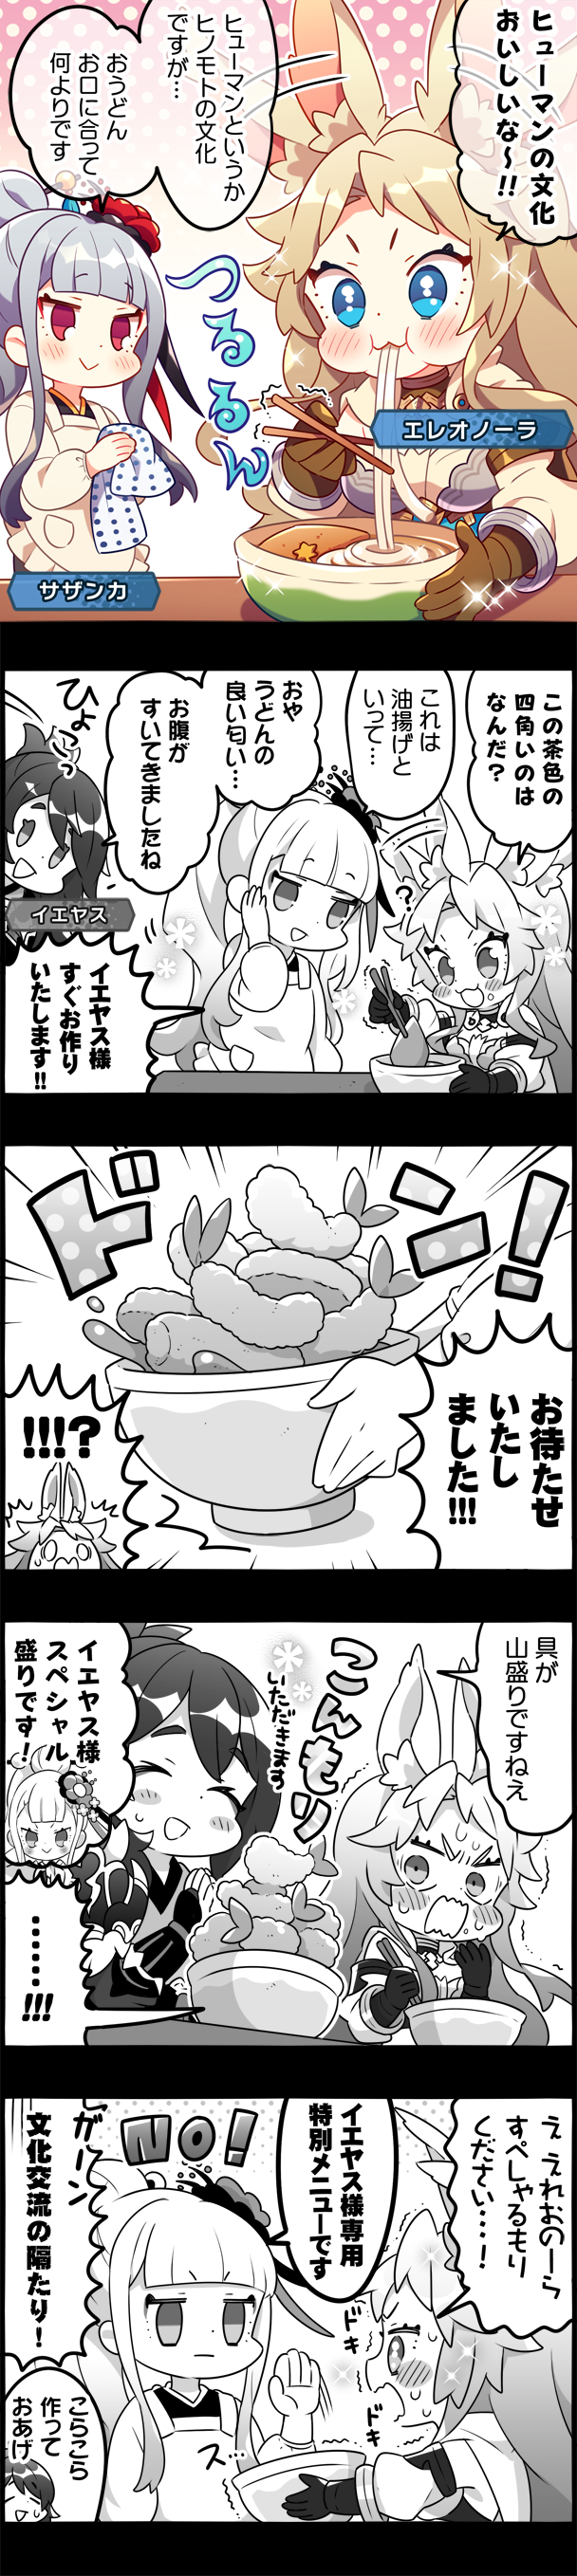 ヒューマンの文化
おいしいな～!!
ヒューマンというか
ヒノモトの文化
ですが…
おうどん
お口に合って
何よりです
つるるん
エレオノーラ
サザンカ
この茶色の
四角いのは
なんだ？
これは
油揚げと
いって…
?
おや
うどんの
良い匂い…
お腹が
すいてきましたね
ひょこっ
イエヤス
イエヤス様
すぐお作り
いたします!!
ドン!
お待たせ
いたし
ました!!!
!!!?
具が
山盛りですねえ
こんもり
いただきます
イエヤス様
スペシャル
盛りです！
……!!!
え えれおのーら
すぺしゃるもり
ください…！
イエヤス様専用
特別メニューです
NO!
ドキ
ドキ
ス…
ガーン
文化交流の隔たり！
こらこら
作って
おあげ